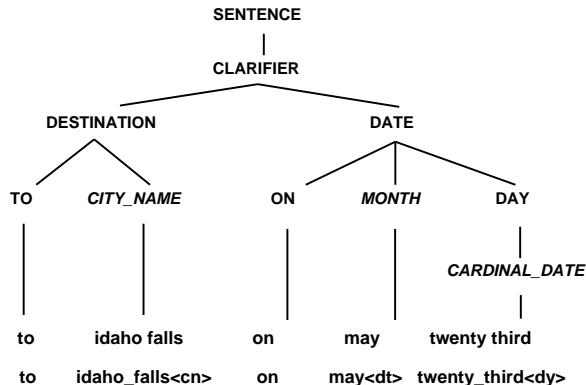 SENTENCE
CLARIFIER
DESTINATION DATE
TO CITY_NAME ON MONTH DAY
CARDINAL_DATE
to idaho falls on may twenty third
to idaho_falls<cn> on may<dt> twenty_third<dy>